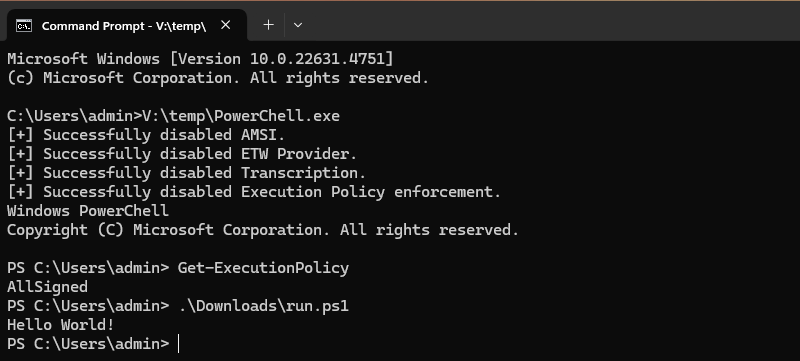 Command Prompt - V:\temp\
Microsoft Windows [Version 10.0.22631.4751]
(c) Microsoft Corporation. All rights reserved.
C:\Users\admin>V:\temp\PowerChell.exe
[+] Successfully disabled AMSI.
[+] Successfully disabled ETW Provider.
[+] Successfully disabled Transcription.
[+] Successfully disabled Execution Policy enforcement.
Windows PowerChell
Copyright (C) Microsoft Corporation. All rights reserved.
PS C:\Users\admin> Get-ExecutionPolicy
AllSigned
PS C:\Users\admin> .\Downloads\run.ps1
Hello World!
PS C:\Users\admin>